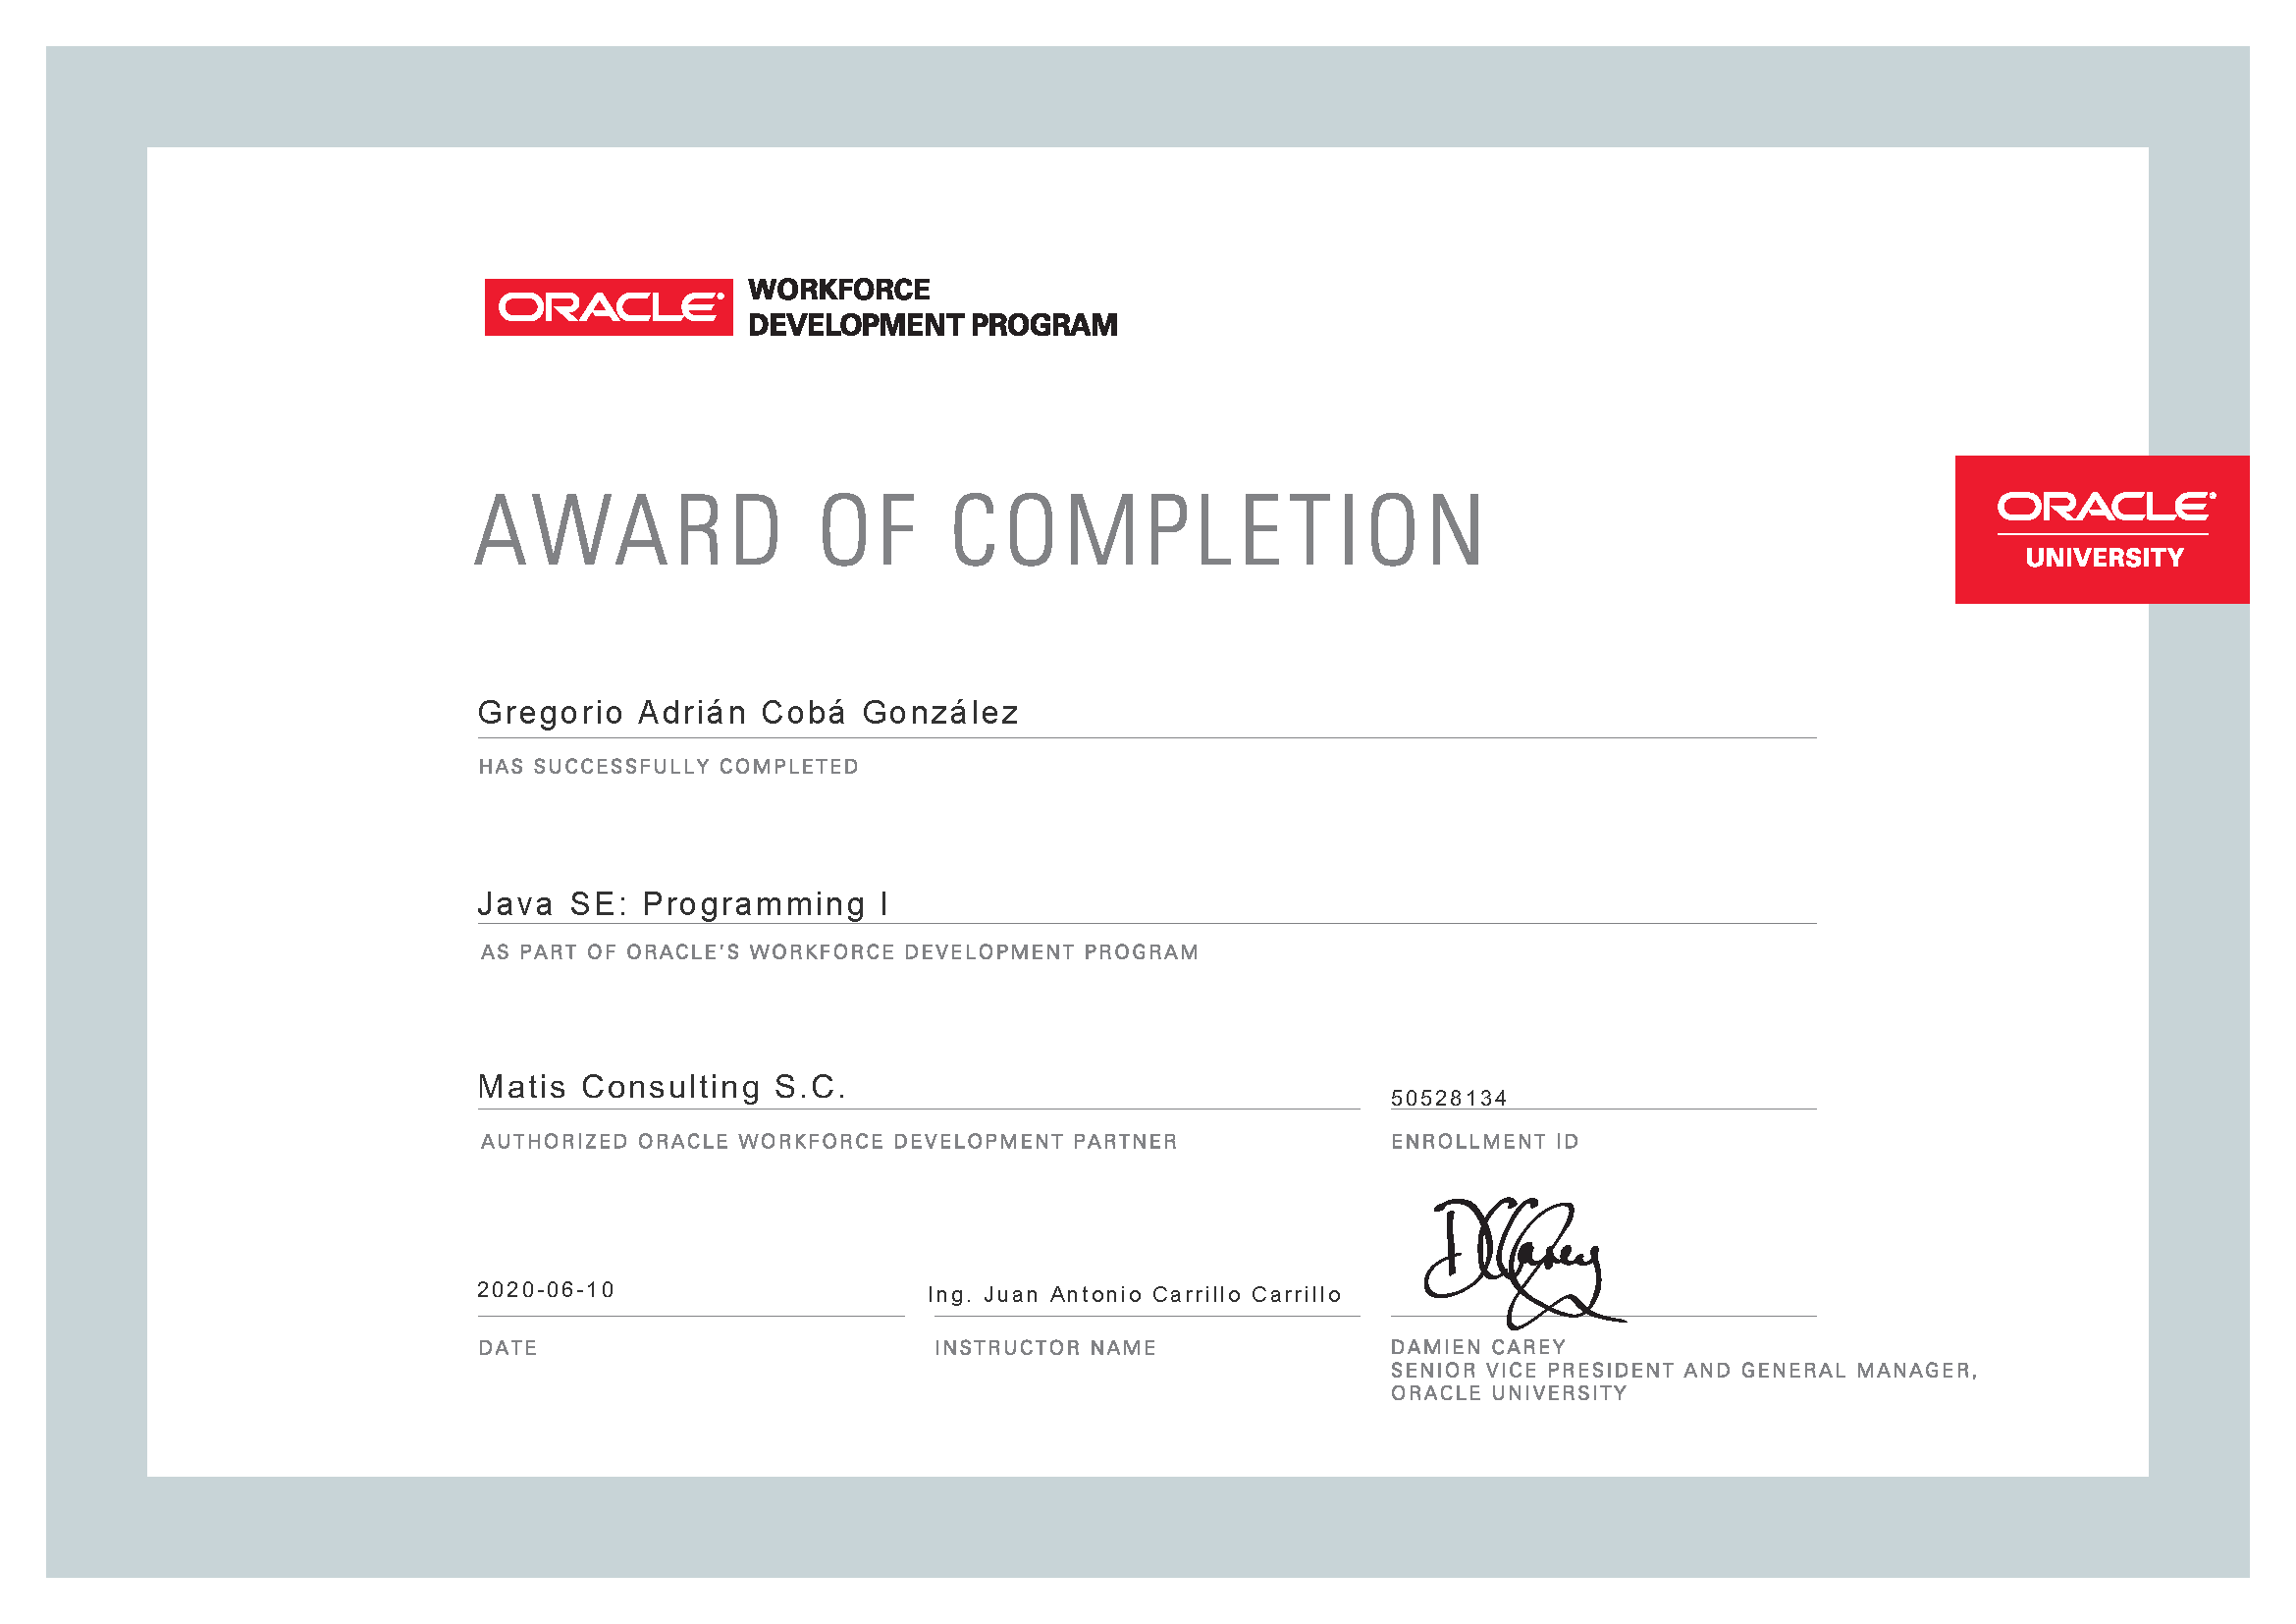 ORACLE WORKFORCE
DEVELOPMENT PROGRAM
AWARD OF COMPLETION
ORACLE
UNIVERSITY
Gregorio Adrián Cobá González
HAS SUCCESSFULLY COMPLETED
Java SE: Programming I
AS PART OF ORACLE'S WORKFORCE DEVELOPMENT PROGRAM
Matis Consulting S.C.
AUTHORIZED ORACLE WORKFORCE DEVELOPMENT PARTNER
50528134
ENROLLMENT ID
2020-06-10
DATE
Ing. Juan Antonio Carrillo Carrillo
INSTRUCTOR NAME
DCCarey
DAMIEN CAREY
SENIOR VICE PRESIDENT AND GENERAL MANAGER,
ORACLE UNIVERSITY